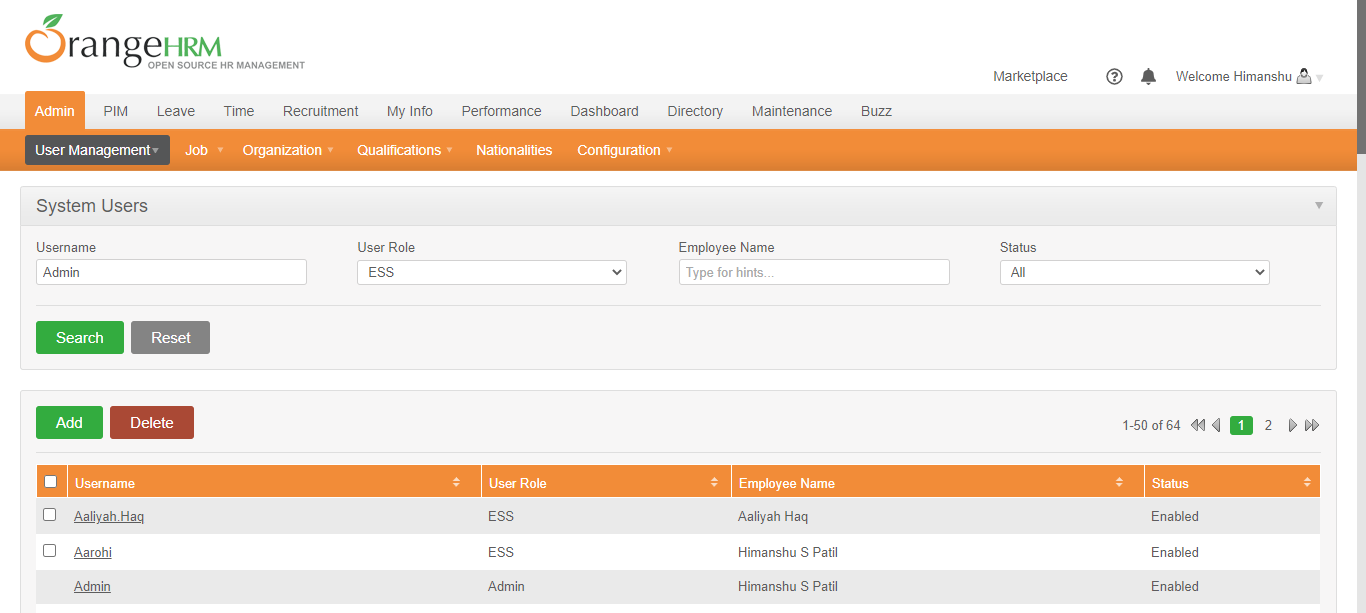 OrangeHRM
OPEN SOURCE HR MANAGEMENT
Marketplace ? Welcome Himanshu
Admin PIM Leave Time Recruitment My Info Performance Dashboard Directory Maintenance Buzz
User Management Job Organization Qualifications Nationalities Configuration
System Users
Username User Role Employee Name Status
Admin ESS Type for hints... All
Search Reset
Add Delete 1-50 of 64 1 2
Username User Role Employee Name Status
Aaliyah.Haq ESS Aaliyah Haq Enabled
Aarohi ESS Himanshu S Patil Enabled
Admin Admin Himanshu S Patil Enabled